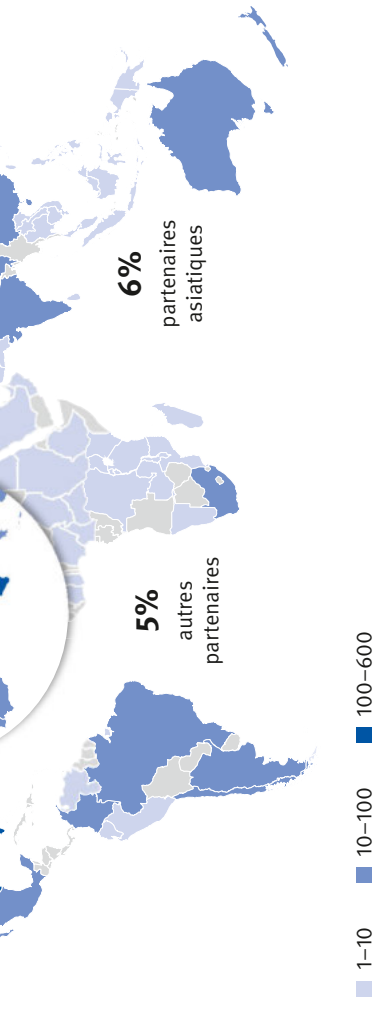 5%
autres
partenaires
6%
partenaires
asiatiques
1–10
10–100
100–600